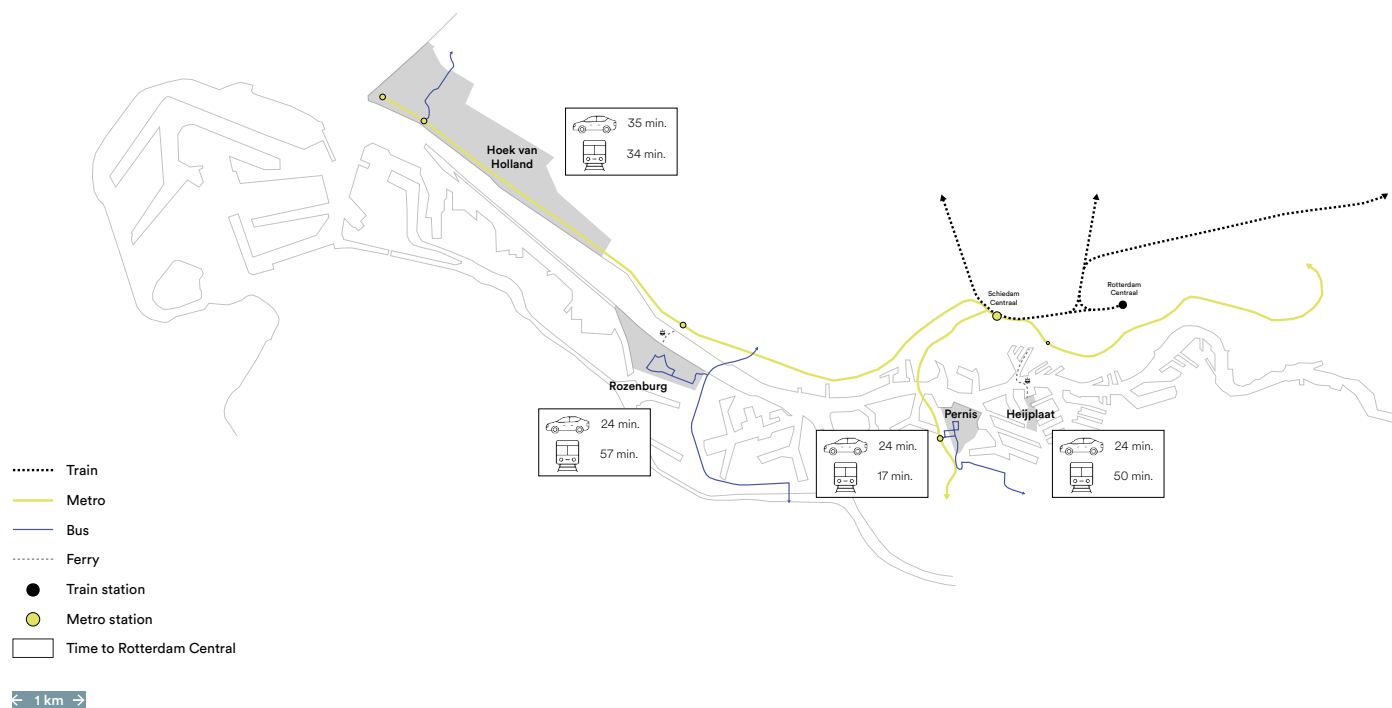 35 min.
34 min.
Hoek van
Holland
Schiedam
Centraal
Rotterdam
Centraal
Rozenburg
24 min.
57 min.
Pernis
24 min.
17 min.
Heijplaat
24 min.
50 min.
Train
Metro
Bus
Ferry
Train station
Metro station
Time to Rotterdam Central
1 km